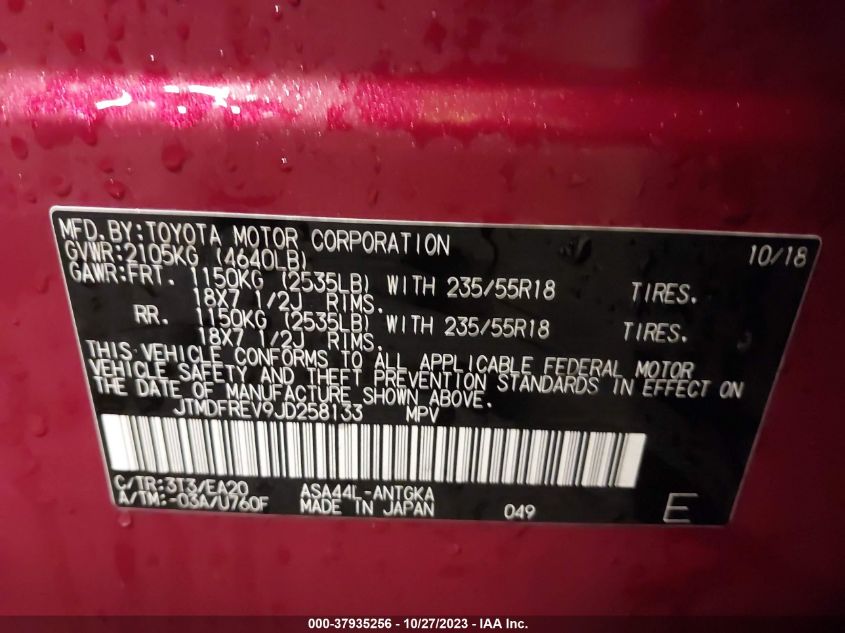 MFD.BY:TOYOTA MOTOR CORPORATION 10/18
GVWR:2105KG (4640LB)
GAWR:FRT. 1150KG (2535LB) WITH 235/55R18 TIRES.
18X7 1/2J RIMS.
RR. 1150KG (2535LB) WITH 235/55R18 TIRES.
18X7 1/2J RIMS.
THIS VEHICLE CONFORMS TO ALL APPLICABLE FEDERAL MOTOR
VEHICLE SAFETY AND THEFT PREVENTION STANDARDS IN EFFECT ON
THE DATE OF MANUFACTURE SHOWN ABOVE.
JTMDFREV9JD258133 MPV
C/TR:3T3/EA20 ASA44L-ANTGKA
A/TM:-03A/U760F MADE IN JAPAN 049 E
000-37935256 - 10/27/2023 - IAA Inc.